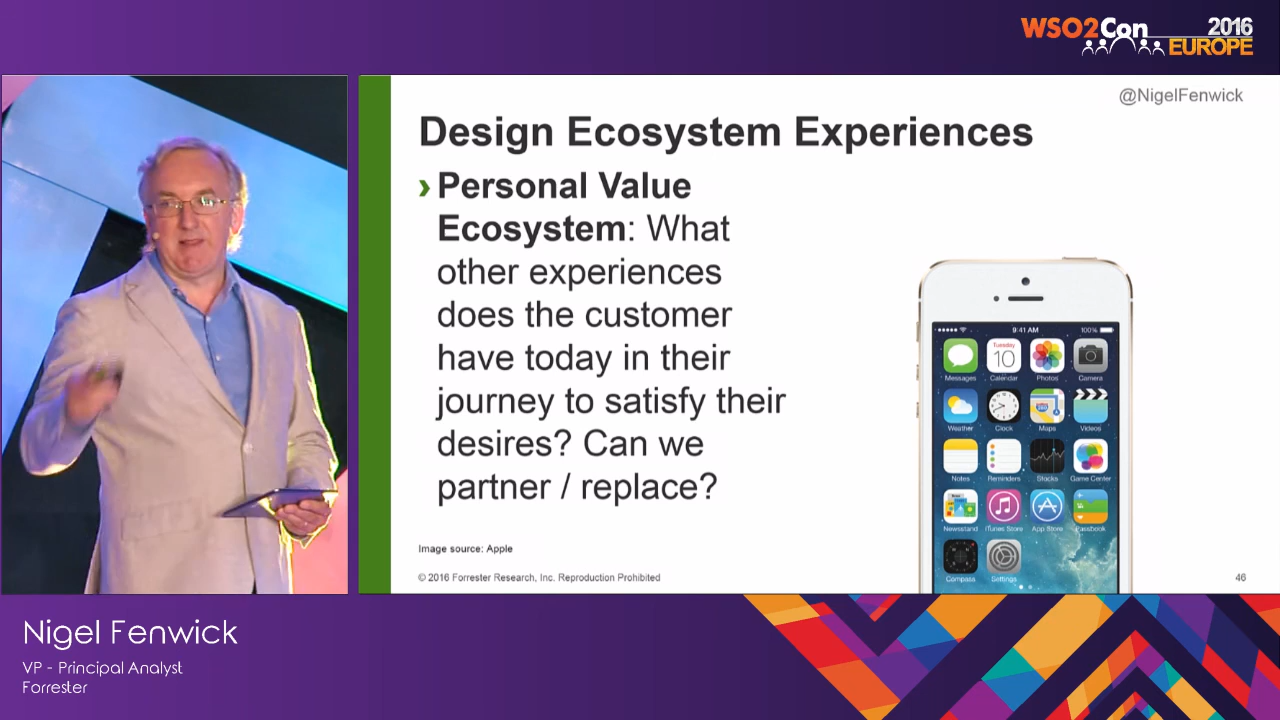 WSO2Con 2016
EUROPE
@NigelFenwick
Design Ecosystem Experiences
› Personal Value
Ecosystem: What
other experiences
does the customer
have today in their
journey to satisfy their
desires? Can we
partner / replace?
9:41 AM 100%
Tuesday
10
Messages Calendar Photos Camera
Weather Clock Maps Videos
Notes Reminders Stocks Game Center
Newsstand iTunes Store App Store Passbook
Compass Settings
Image source: Apple
© 2016 Forrester Research, Inc. Reproduction Prohibited 46
Nigel Fenwick
VP - Principal Analyst
Forrester